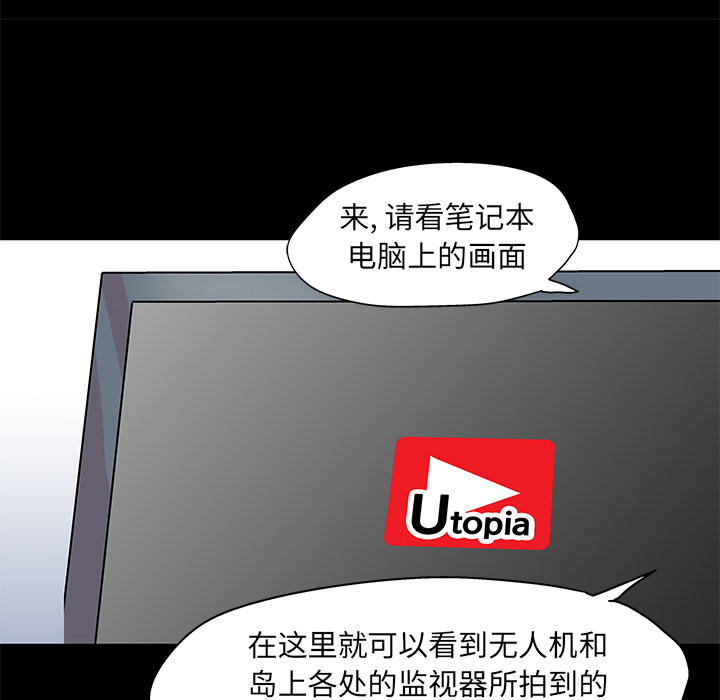 来, 请看笔记本
电脑上的画面
Utopia
在这里就可以看到无人机和
岛上各处的监视器所拍到的